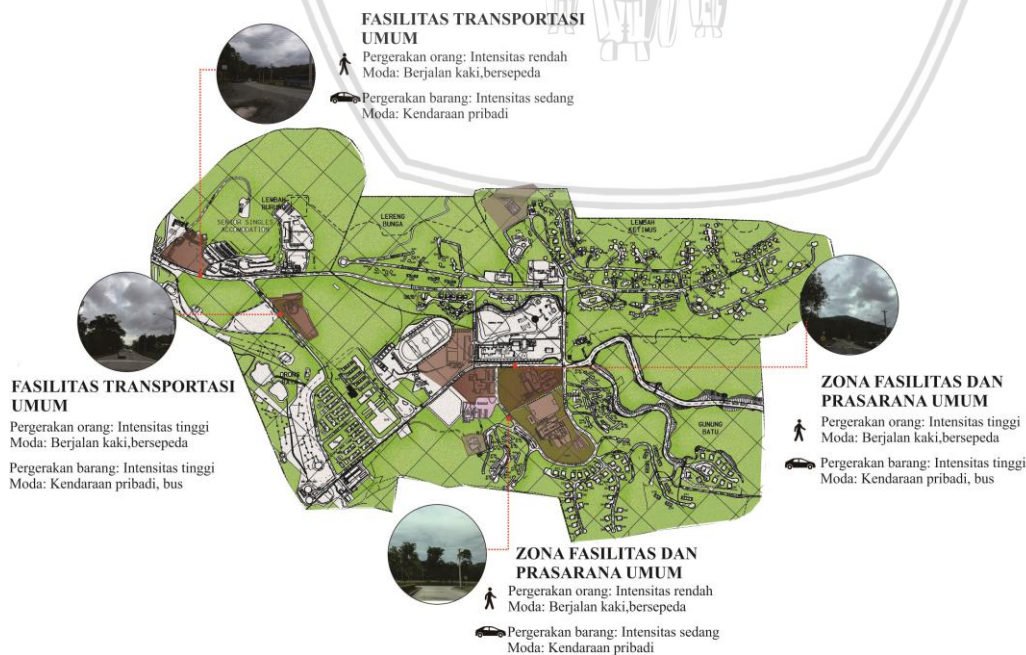 FASILITAS TRANSPORTASI
UMUM
Pergerakan orang: Intensitas rendah
Moda: Berjalan kaki,bersepeda
Pergerakan barang: Intensitas sedang
Moda: Kendaraan pribadi
LEMBAH
SENIOR SINGLES
ACCOMODATION
LERENG
BUNGA
LEMBAH
GUNUNG
BATU
FASILITAS TRANSPORTASI
UMUM
Pergerakan orang: Intensitas tinggi
Moda: Berjalan kaki,bersepeda
Pergerakan barang: Intensitas tinggi
Moda: Kendaraan pribadi, bus
ZONA FASILITAS DAN
PRASARANA UMUM
Pergerakan orang: Intensitas tinggi
Moda: Berjalan kaki,bersepeda
Pergerakan barang: Intensitas tinggi
Moda: Kendaraan pribadi, bus
ZONA FASILITAS DAN
PRASARANA UMUM
Pergerakan orang: Intensitas rendah
Moda: Berjalan kaki,bersepeda
Pergerakan barang: Intensitas sedang
Moda: Kendaraan pribadi